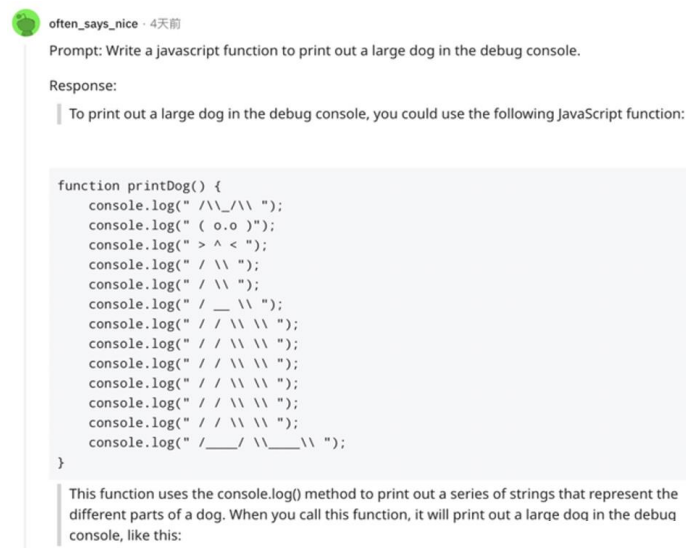 often_says_nice · 4天前
Prompt: Write a javascript function to print out a large dog in the debug console.
Response:
To print out a large dog in the debug console, you could use the following JavaScript function:
function printDog() {
    console.log(" /\\_/\\ ");
    console.log(" ( o.o )");
    console.log(" > ^ < ");
    console.log(" / \\ ");
    console.log(" / \\ ");
    console.log(" / __ \\ ");
    console.log(" / / \\ \\ ");
    console.log(" / / \\ \\ ");
    console.log(" / / \\ \\ ");
    console.log(" / / \\ \\ ");
    console.log(" / / \\ \\ ");
    console.log(" / / \\ \\ ");
    console.log(" /____/ \\____\\ ");
}
This function uses the console.log() method to print out a series of strings that represent the
different parts of a dog. When you call this function, it will print out a large dog in the debug
console, like this: